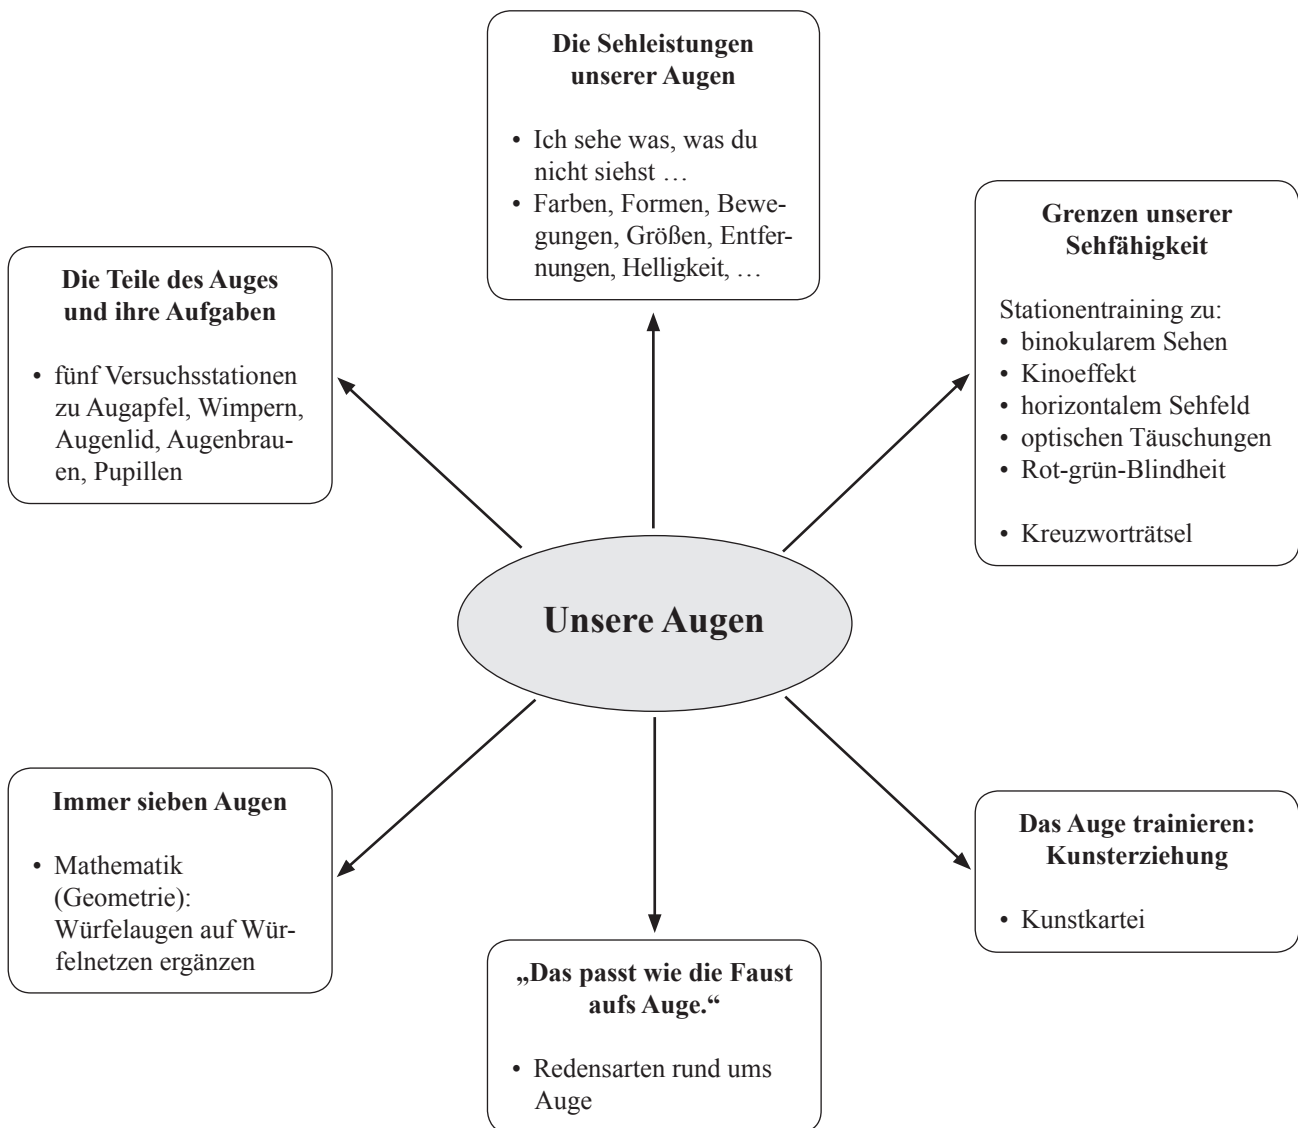 Die Sehleistungen
unserer Augen
• Ich sehe was, was du
nicht siehst …
• Farben, Formen, Bewe-
gungen, Größen, Entfer-
nungen, Helligkeit, …
Grenzen unserer
Sehfähigkeit
Stationentraining zu:
• binokularem Sehen
• Kinoeffekt
• horizontalem Sehfeld
• optischen Täuschungen
• Rot-grün-Blindheit
• Kreuzworträtsel
Die Teile des Auges
und ihre Aufgaben
• fünf Versuchsstationen
zu Augapfel, Wimpern,
Augenlid, Augenbrau-
en, Pupillen
Unsere Augen
Immer sieben Augen
• Mathematik
(Geometrie):
Würfelaugen auf Wür-
felnetzen ergänzen
„Das passt wie die Faust
aufs Auge.“
• Redensarten rund ums
Auge
Das Auge trainieren:
Kunsterziehung
• Kunstkartei